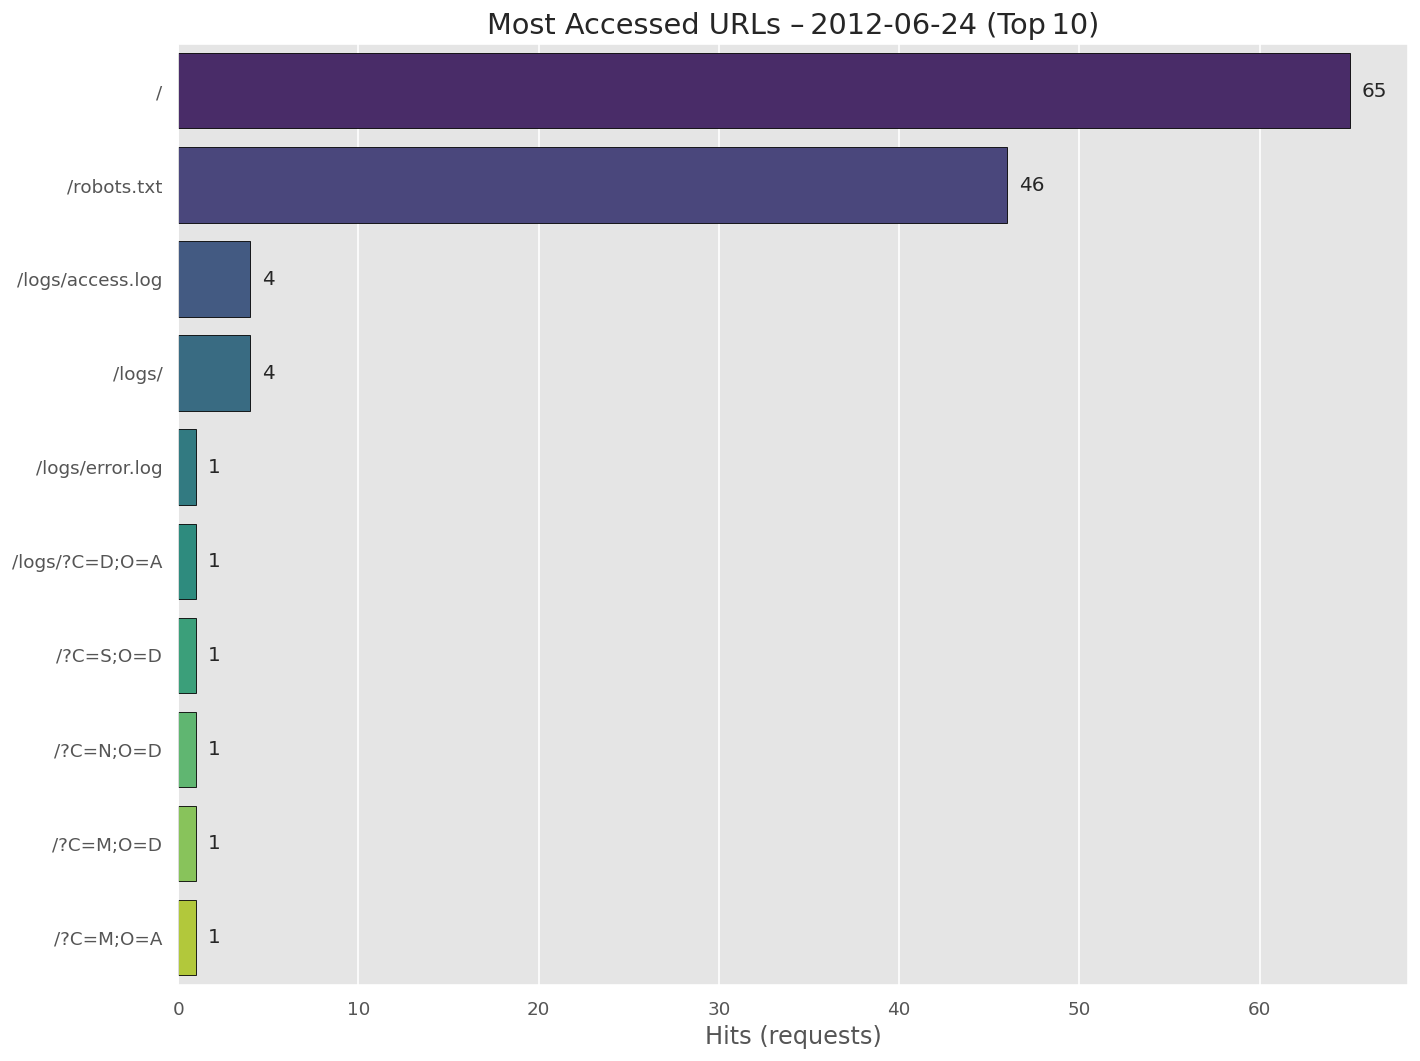 Most Accessed URLs – 2012-06-24 (Top 10)
/ 65
/robots.txt 46
/logs/access.log 4
/logs/ 4
/logs/error.log 1
/logs/?C=D;O=A 1
/?C=S;O=D 1
/?C=N;O=D 1
/?C=M;O=D 1
/?C=M;O=A 1
0 10 20 30 40 50 60
Hits (requests)